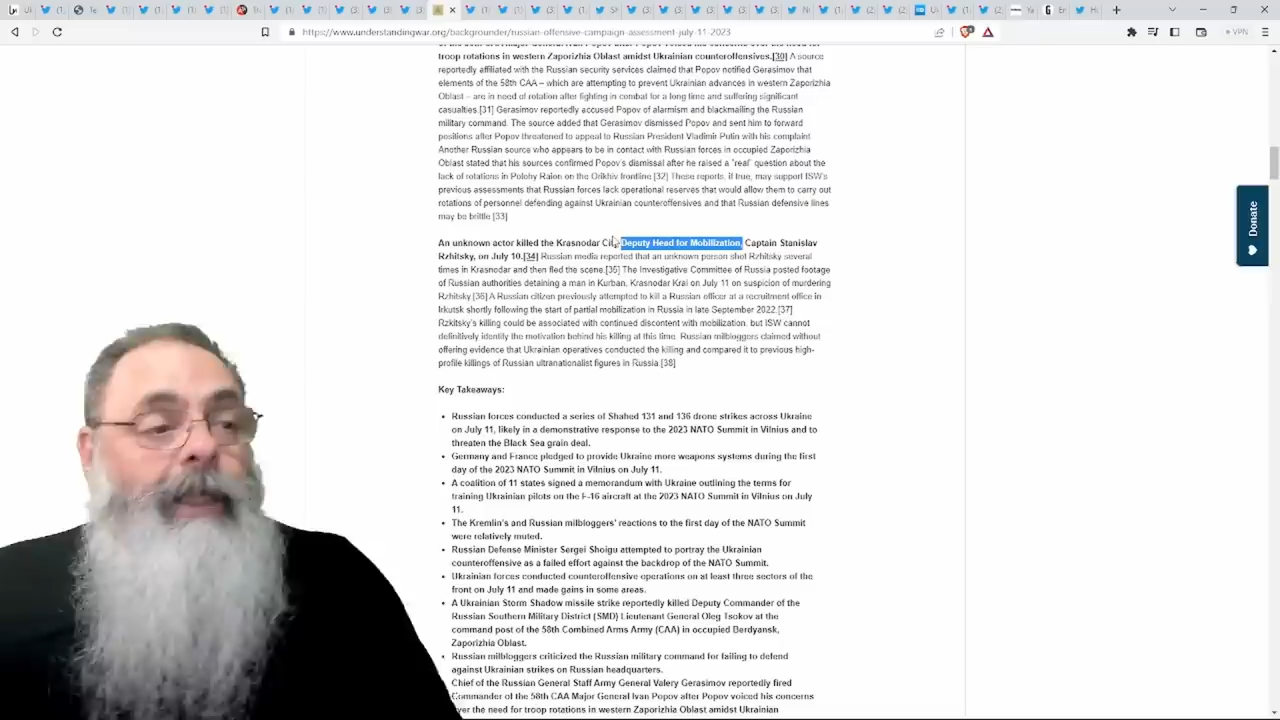 https://www.understandingwar.org/backgrounder/russian-offensive-campaign-assessment-july-11-2023
VPN
troop rotations in western Zaporizhia Oblast amidst Ukrainian counteroffensives.[30] A source
reportedly affiliated with the Russian security services claimed that Popov notified Gerasimov that
elements of the 58th CAA – which are attempting to prevent Ukrainian advances in western Zaporizhia
Oblast – are in need of rotation after fighting in combat for a long time and suffering significant
casualties.[31] Gerasimov reportedly accused Popov of alarmism and blackmailing the Russian
military command. The source added that Gerasimov dismissed Popov and sent him to forward
positions after Popov threatened to appeal to Russian President Vladimir Putin with his complaint
Another Russian source who appears to be in contact with Russian forces in occupied Zaporizhia
Oblast stated that his sources confirmed Popov's dismissal after he raised a "real" question about the
lack of rotations in Polohy Raion on the Orikhiv frontline.[32] These reports, if true, may support ISW's
previous assessments that Russian forces lack operational reserves that would allow them to carry out
rotations of personnel defending against Ukrainian counteroffensives and that Russian defensive lines
may be brittle.[33]
An unknown actor killed the Krasnodar City Deputy Head for Mobilization, Captain Stanislav
Rzhitsky, on July 10.[34] Russian media reported that an unknown person shot Rzhitsky several
times in Krasnodar and then fled the scene.[35] The Investigative Committee of Russia posted footage
of Russian authorities detaining a man in Kurban, Krasnodar Krai on July 11 on suspicion of murdering
Rzhitsky.[36] A Russian citizen previously attempted to kill a Russian officer at a recruitment office in
Irkutsk shortly following the start of partial mobilization in Russia in late September 2022.[37]
Rzkitsky's killing could be associated with continued discontent with mobilization, but ISW cannot
definitively identify the motivation behind his killing at this time. Russian milbloggers claimed without
offering evidence that Ukrainian operatives conducted the killing and compared it to previous high-
profile killings of Russian ultranationalist figures in Russia.[38]
Donate
Key Takeaways:
• Russian forces conducted a series of Shahed 131 and 136 drone strikes across Ukraine
on July 11, likely in a demonstrative response to the 2023 NATO Summit in Vilnius and to
threaten the Black Sea grain deal.
• Germany and France pledged to provide Ukraine more weapons systems during the first
day of the 2023 NATO Summit in Vilnius on July 11.
• A coalition of 11 states signed a memorandum with Ukraine outlining the terms for
training Ukrainian pilots on the F-16 aircraft at the 2023 NATO Summit in Vilnius on July
11.
• The Kremlin's and Russian milbloggers' reactions to the first day of the NATO Summit
were relatively muted.
• Russian Defense Minister Sergei Shoigu attempted to portray the Ukrainian
counteroffensive as a failed effort against the backdrop of the NATO Summit.
• Ukrainian forces conducted counteroffensive operations on at least three sectors of the
front on July 11 and made gains in some areas.
• A Ukrainian Storm Shadow missile strike reportedly killed Deputy Commander of the
Russian Southern Military District (SMD) Lieutenant General Oleg Tsokov at the
command post of the 58th Combined Arms Army (CAA) in occupied Berdyansk,
Zaporizhia Oblast.
• Russian milbloggers criticized the Russian military command for failing to defend
against Ukrainian strikes on Russian headquarters.
Chief of the Russian General Staff Army General Valery Gerasimov reportedly fired
Commander of the 58th CAA Major General Ivan Popov after Popov voiced his concerns
over the need for troop rotations in western Zaporizhia Oblast amidst Ukrainian